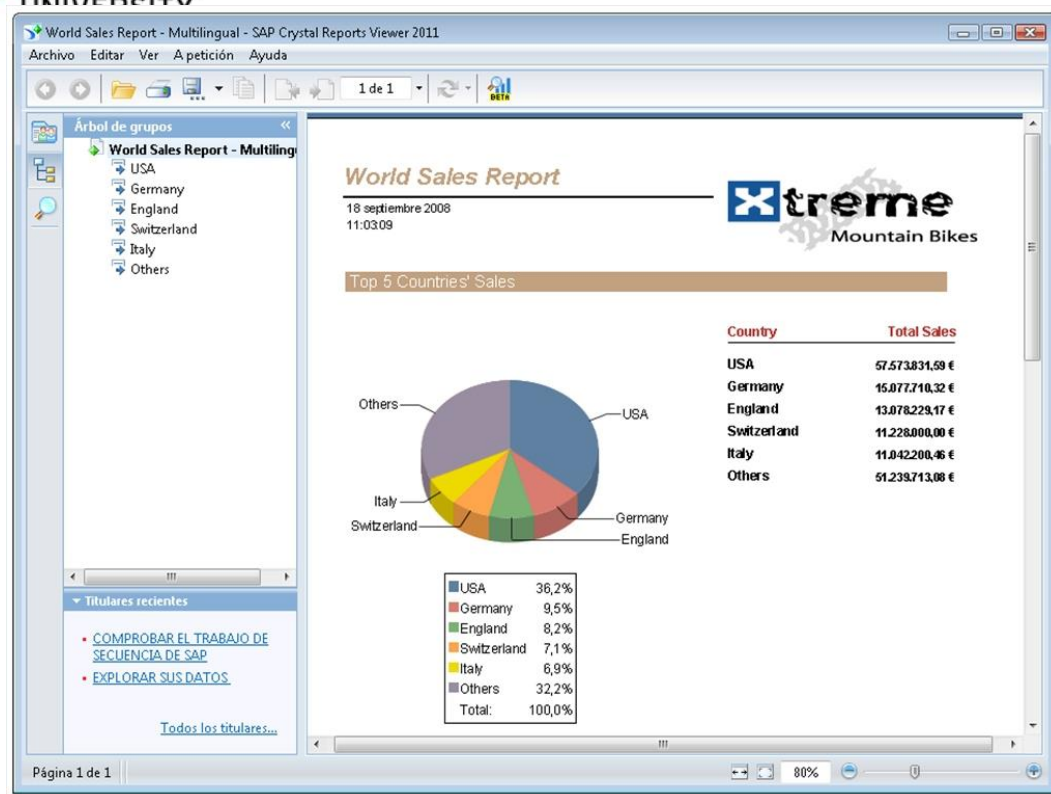 UNIVERSITY
World Sales Report - Multilingual - SAP Crystal Reports Viewer 2011
Archivo Editar Ver A petición Ayuda
1 de 1
BETA
Árbol de grupos
World Sales Report - Multiling
USA
Germany
England
Switzerland
Italy
Others
Titulares recientes
COMPROBAR EL TRABAJO DE
SECUENCIA DE SAP
EXPLORAR SUS DATOS
Todos los titulares...
World Sales Report
18 septiembre 2008
11:03:09
Xtreme
Mountain Bikes
Top 5 Countries' Sales
Others
USA
Italy
Switzerland
Germany
England
USA 36,2%
Germany 9,5%
England 8,2%
Switzerland 7,1%
Italy 6,9%
Others 32,2%
Total: 100,0%
Country Total Sales
USA 57.573.831,59 €
Germany 15.077.710,32 €
England 13.078.229,17 €
Switzerland 11.228.000,00 €
Italy 11.042.200,46 €
Others 51.239.713,08 €
Página 1 de 1
80%